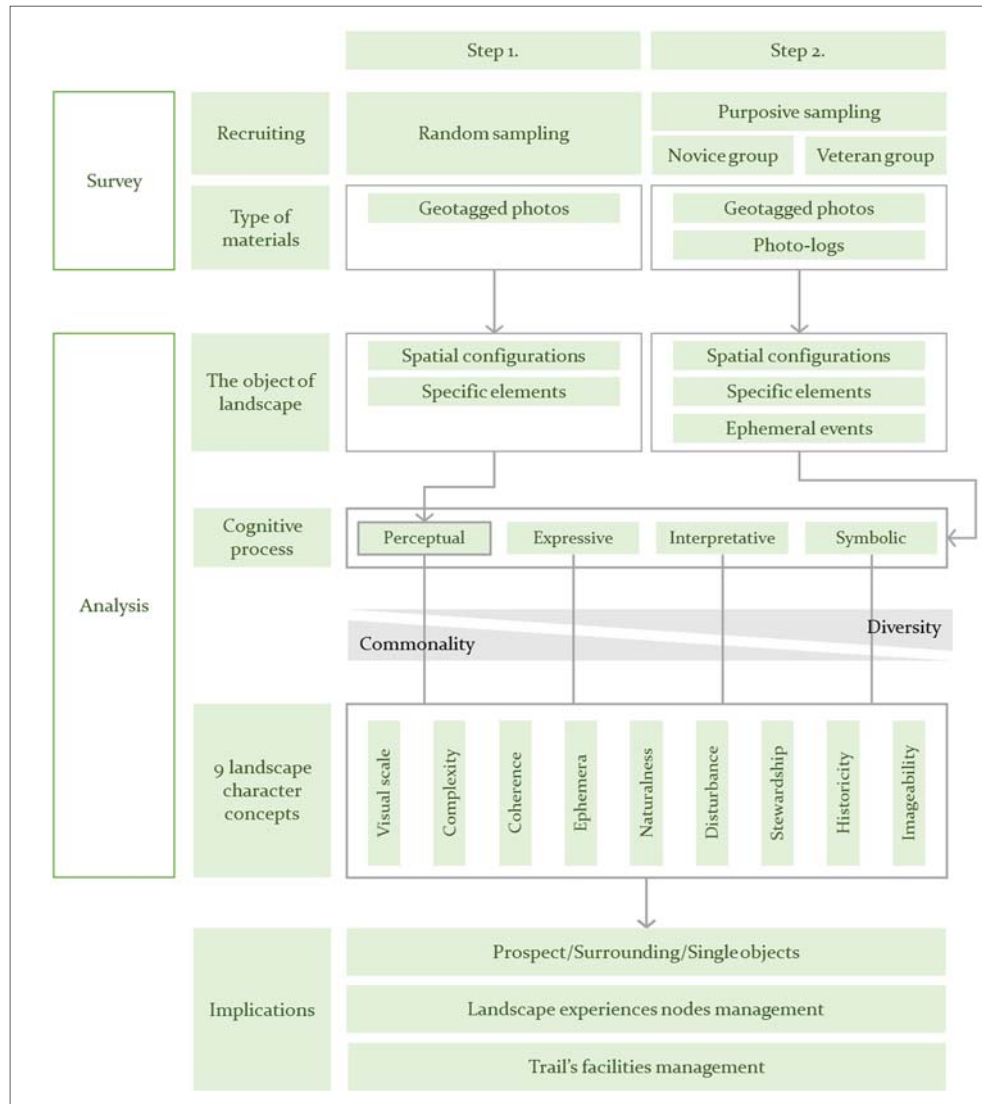 Step 1.
Step 2.
Survey
Recruiting
Random sampling
Purposive sampling
Novice group
Veteran group
Type of
materials
Geotagged photos
Geotagged photos
Photo-logs
Analysis
The object of
landscape
Spatial configurations
Specific elements
Spatial configurations
Specific elements
Ephemeral events
Cognitive
process
Perceptual
Expressive
Interpretative
Symbolic
Commonality
Diversity
9 landscape
character
concepts
Visual scale
Complexity
Coherence
Ephemera
Naturalness
Disturbance
Stewardship
Historicity
Imageability
Implications
Prospect/Surrounding/Single objects
Landscape experiences nodes management
Trail's facilities management